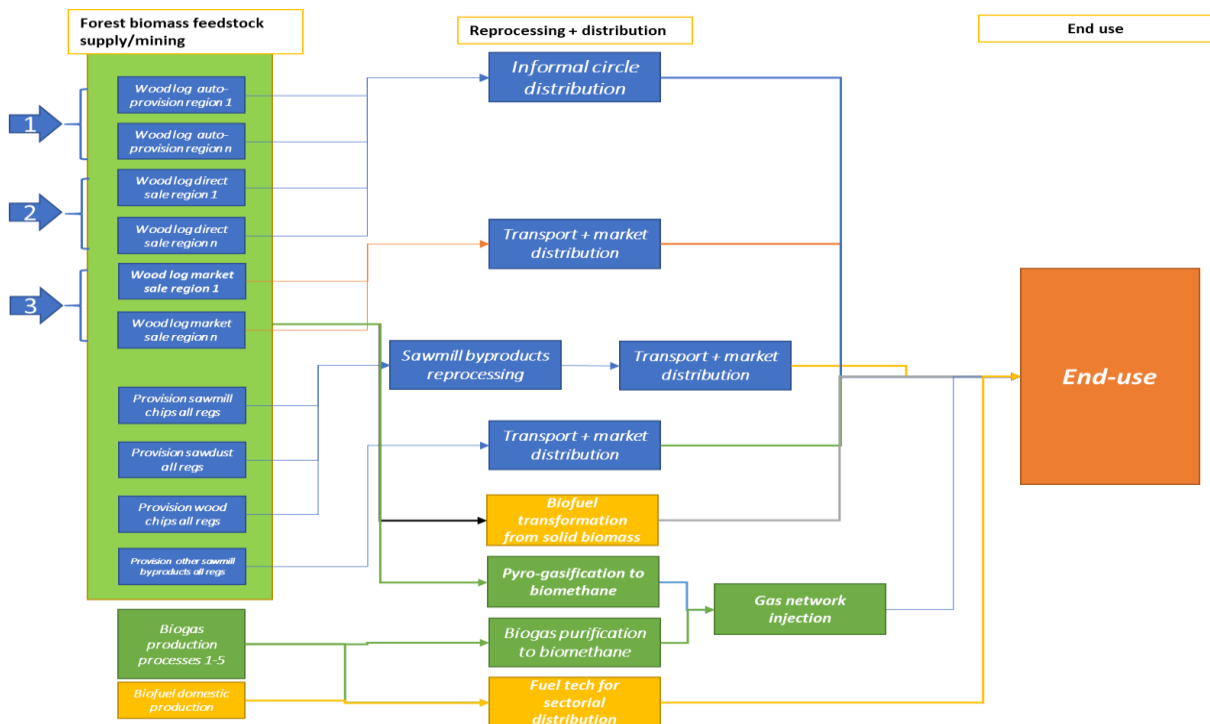 Forest biomass feedstock
supply/mining
Reprocessing + distribution
End use
1
2
3
Wood log auto-
provision region 1
Wood log auto-
provision region n
Wood log direct
sale region 1
Wood log direct
sale region n
Wood log market
sale region 1
Wood log market
sale region n
Provision sawmill
chips all regs
Provision sawdust
all regs
Provision wood
chips all regs
Provision other sawmill
byproducts all regs
Biogas
production
processes 1-5
Biofuel domestic
production
Informal circle
distribution
Transport + market
distribution
Sawmill byproducts
reprocessing
Transport + market
distribution
Transport + market
distribution
Biofuel
transformation
from solid biomass
Pyro-gasification to
biomethane
Biogas purification
to biomethane
Fuel tech for
sectorial
distribution
Gas network
injection
End-use